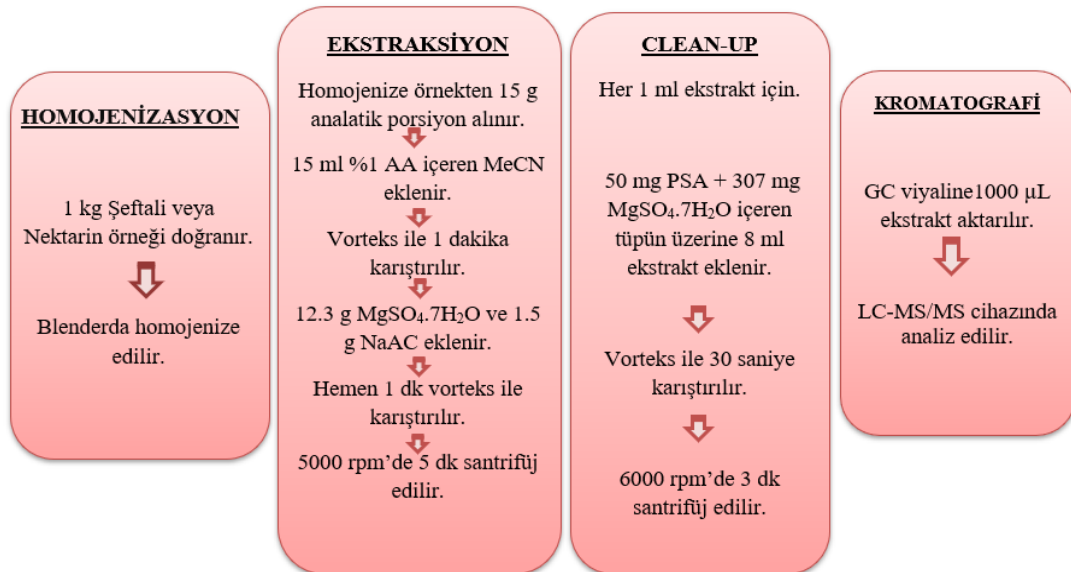 HOMOJENİZASYON
1 kg Şeftali veya
Nektarin örneği doğranır.
Blenderda homojenize
edilir.
EKSTRAKSİYON
Homojenize örnekten 15 g
analatik porsiyon alınır.
15 ml %1 AA içeren MeCN
eklenir.
Vorteks ile 1 dakika
karıştırılır.
12.3 g MgSO₄.7H₂O ve 1.5
g NaAC eklenir.
Hemen 1 dk vorteks ile
karıştırılır.
5000 rpm’de 5 dk santrifüj
edilir.
CLEAN-UP
Her 1 ml ekstrakt için.
50 mg PSA + 307 mg
MgSO₄.7H₂O içeren
tüpün üzerine 8 ml
ekstrakt eklenir.
Vorteks ile 30 saniye
karıştırılır.
6000 rpm’de 3 dk
santrifüj edilir.
KROMATOGRAFİ
GC viyaline1000 µL
ekstrakt aktarılır.
LC-MS/MS cihazında
analiz edilir.